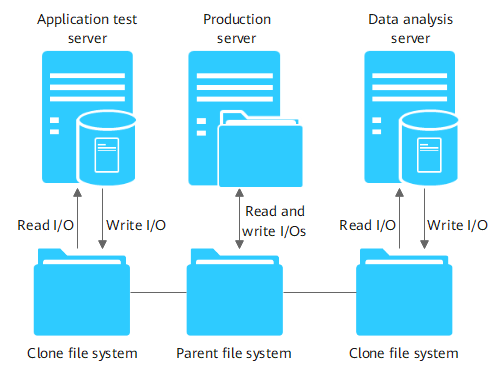 Application test
server
Production
server
Data analysis
server
Read I/O
Write I/O
Read and
write I/Os
Read I/O
Write I/O
Clone file system
Parent file system
Clone file system